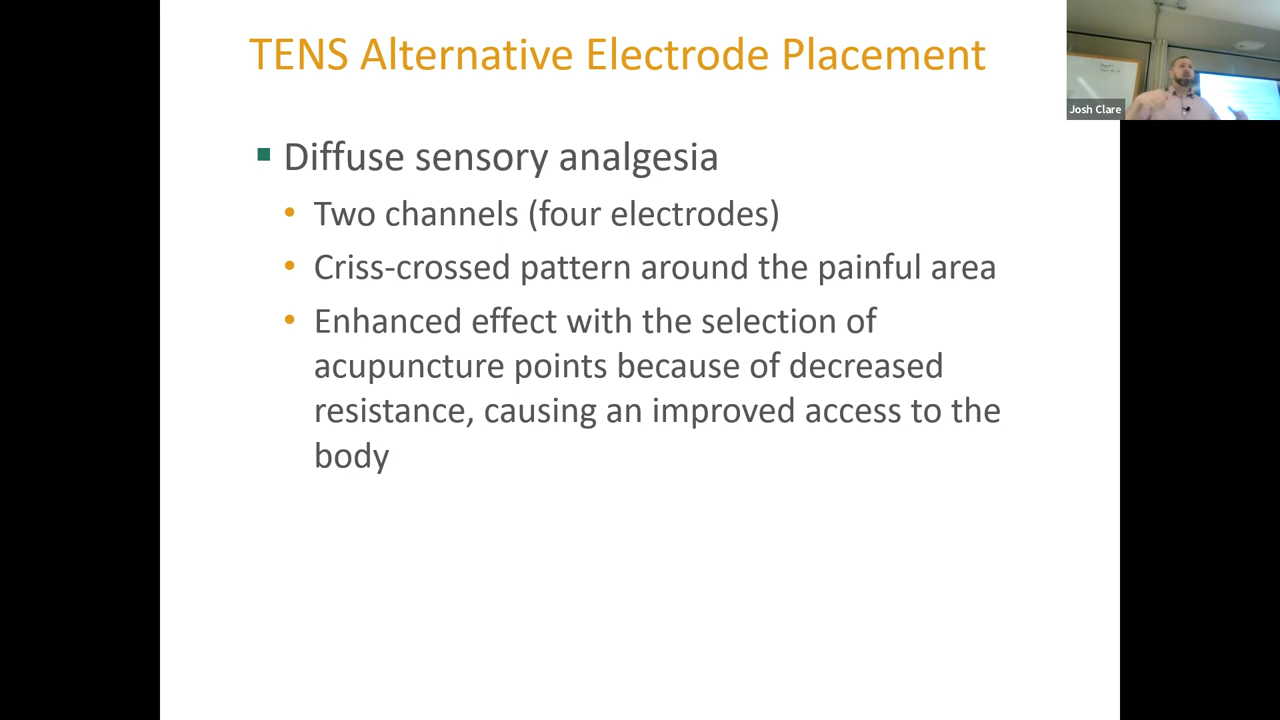 TENS Alternative Electrode Placement
Josh Clare
Diffuse sensory analgesia
Two channels (four electrodes)
Criss-crossed pattern around the painful area
Enhanced effect with the selection of
acupuncture points because of decreased
resistance, causing an improved access to the
body